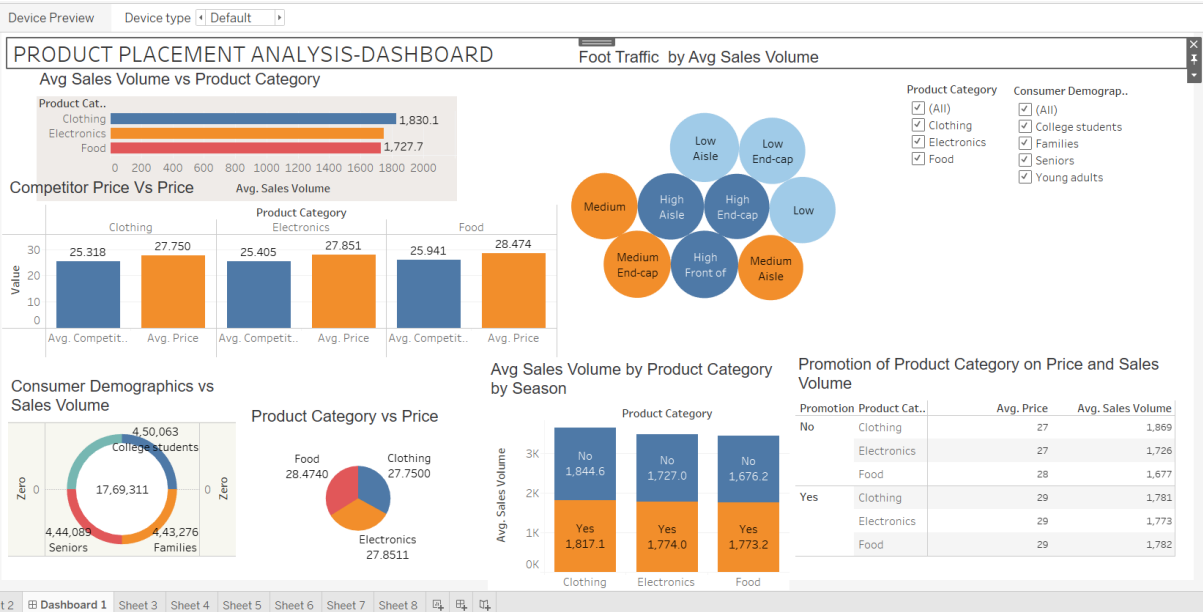 Device Preview
Device type
Default
PRODUCT PLACEMENT ANALYSIS-DASHBOARD
Foot Traffic by Avg Sales Volume
Avg Sales Volume vs Product Category
Product Cat..
Clothing
1,830.1
Electronics
Food
1,727.7
0 200 400 600 800 1000 1200 1400 1600 1800 2000
Avg. Sales Volume
Low
Aisle
Low
End-cap
Medium
High
Aisle
High
End-cap
Low
Medium
End-cap
High
Front of
Medium
Aisle
Product Category
(All)
Clothing
Electronics
Food
Consumer Demograp..
(All)
College students
Families
Seniors
Young adults
Competitor Price Vs Price
Product Category
Clothing Electronics Food
Value
30
20
10
0
25.318 27.750 25.405 27.851 25.941 28.474
Avg. Competit.. Avg. Price Avg. Competit.. Avg. Price Avg. Competit.. Avg. Price
Consumer Demographics vs
Sales Volume
Zero
0
4,50,063
College students
17,69,311
0
Zero
4,44,089
Seniors
4,43,276
Families
Product Category vs Price
Food
28.4740
Clothing
27.7500
Electronics
27.8511
Avg Sales Volume by Product Category
by Season
Product Category
Avg. Sales Volume
3K
2K
1K
0K
No
1,844.6
No
1,727.0
No
1,676.2
Yes
1,817.1
Yes
1,774.0
Yes
1,773.2
Clothing Electronics Food
Promotion of Product Category on Price and Sales
Volume
Promotion Product Cat.. Avg. Price Avg. Sales Volume
No Clothing 27 1,869
Electronics 27 1,726
Food 28 1,677
Yes Clothing 29 1,781
Electronics 29 1,773
Food 29 1,782
t 2 Dashboard 1 Sheet 3 Sheet 4 Sheet 5 Sheet 6 Sheet 7 Sheet 8